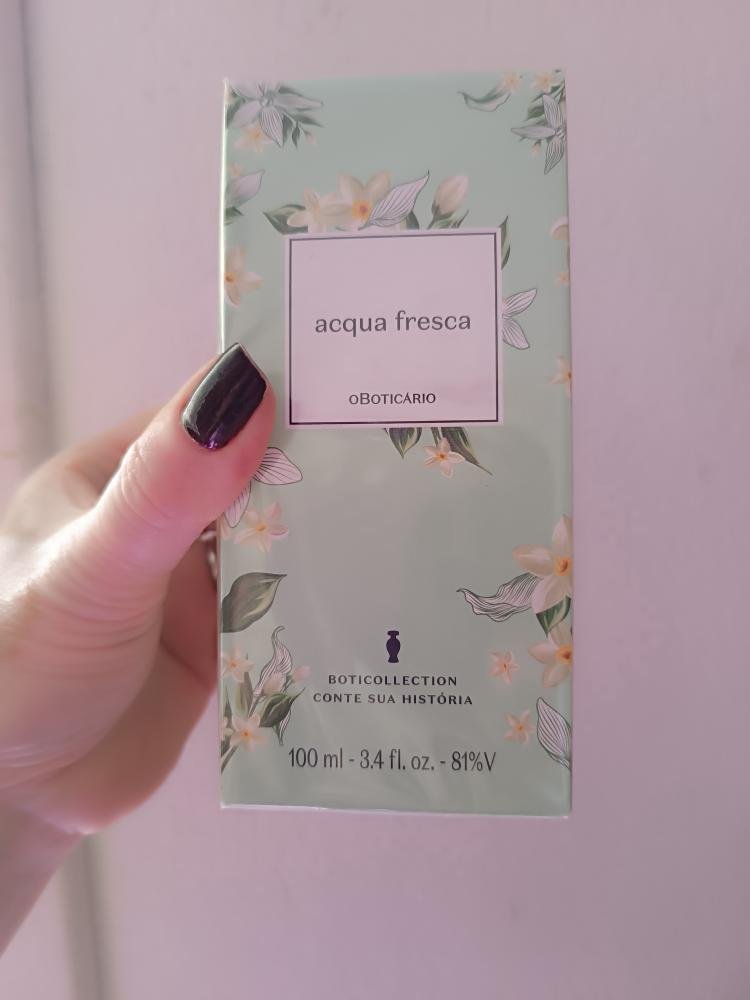 acqua fresca
oBOTICÁRIO
BOTICOLLECTION
CONTE SUA HISTÓRIA
100 ml - 3.4 fl. oz. - 81%V